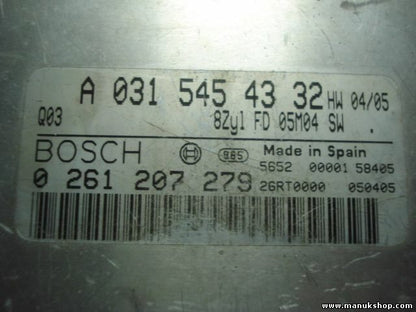 A 031 545 43 32 HW 04/05
Q03 8Zyl FD 05M04 SW .
BOSCH 985 Made in Spain
5652 00001 58405
0 261 207 279 26RT0000 050405
www.manukshop.com